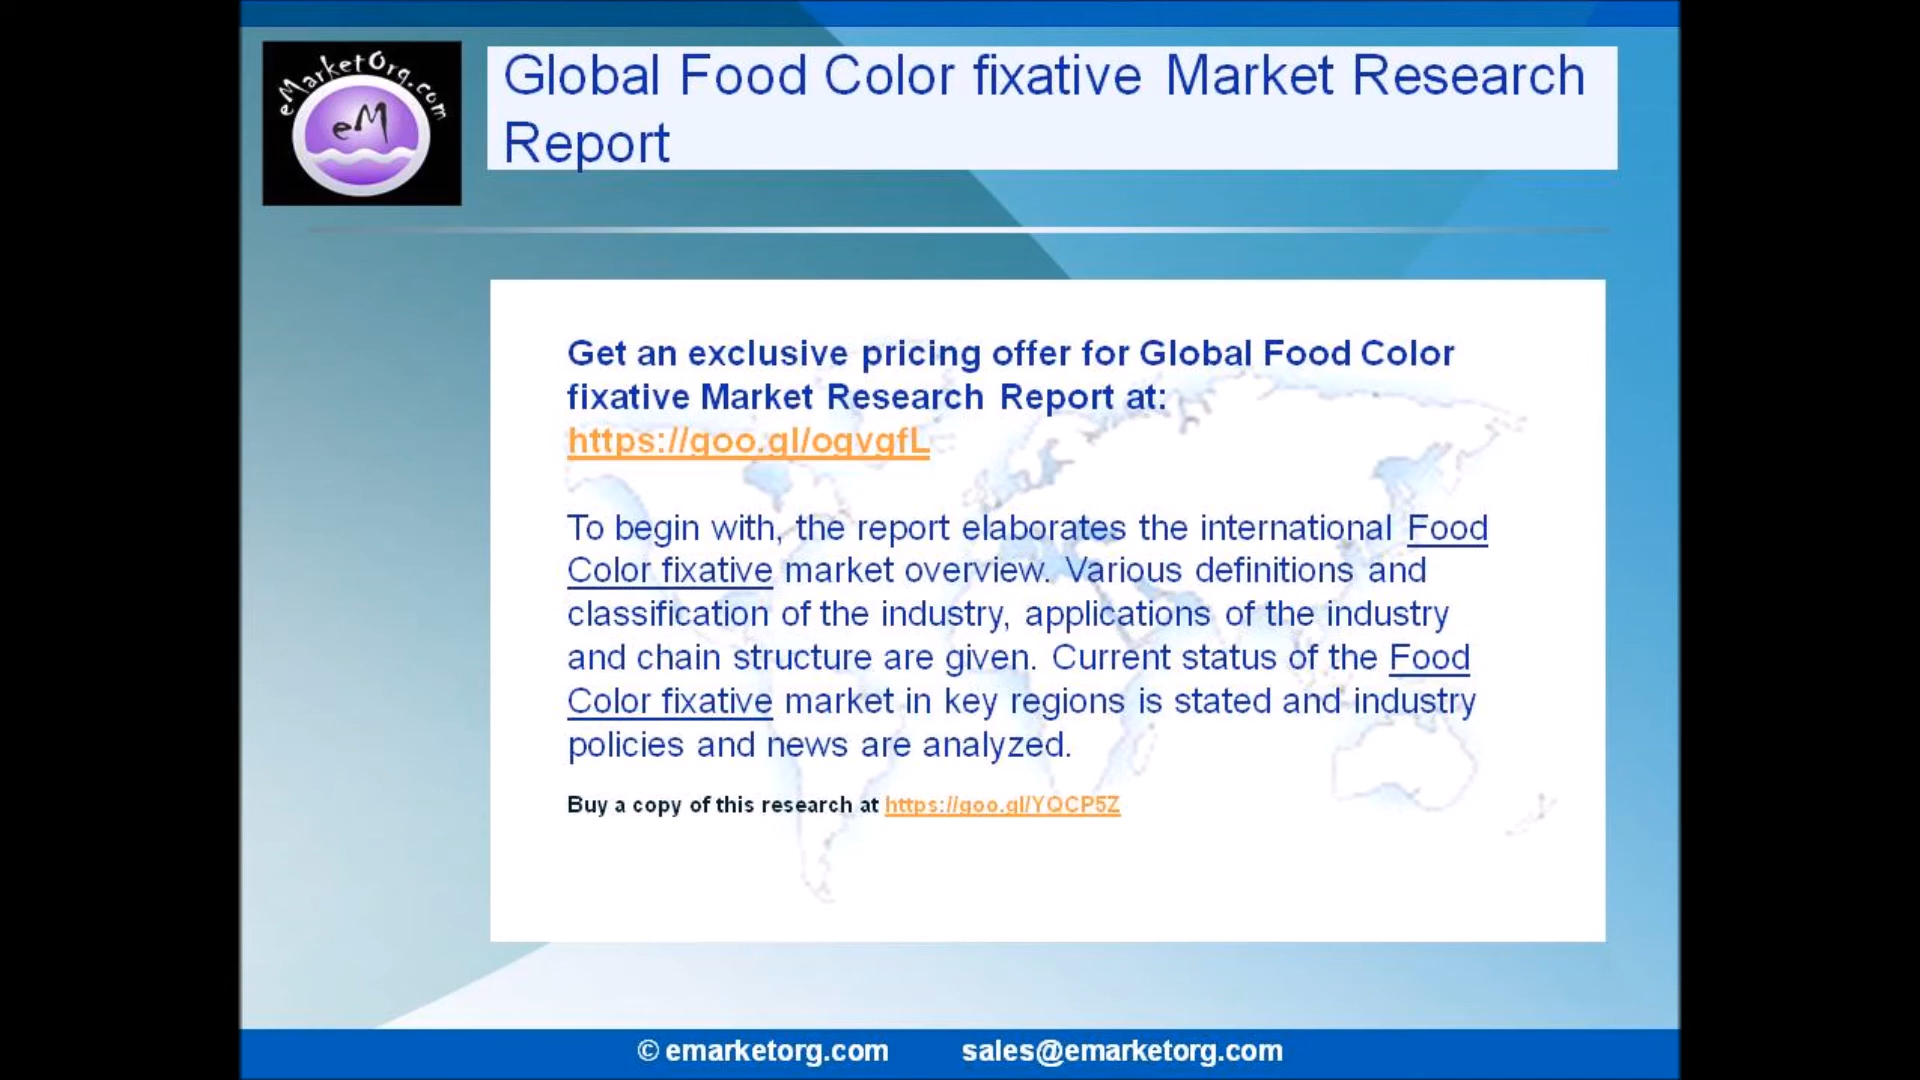 eMarketOrg.com
eM
Global Food Color fixative Market Research
Report
Get an exclusive pricing offer for Global Food Color
fixative Market Research Report at:
https://goo.gl/ogvgfL
To begin with, the report elaborates the international Food
Color fixative market overview. Various definitions and
classification of the industry, applications of the industry
and chain structure are given. Current status of the Food
Color fixative market in key regions is stated and industry
policies and news are analyzed.
Buy a copy of this research at https://goo.gl/YQCP5Z
© emarketorg.com sales@emarketorg.com